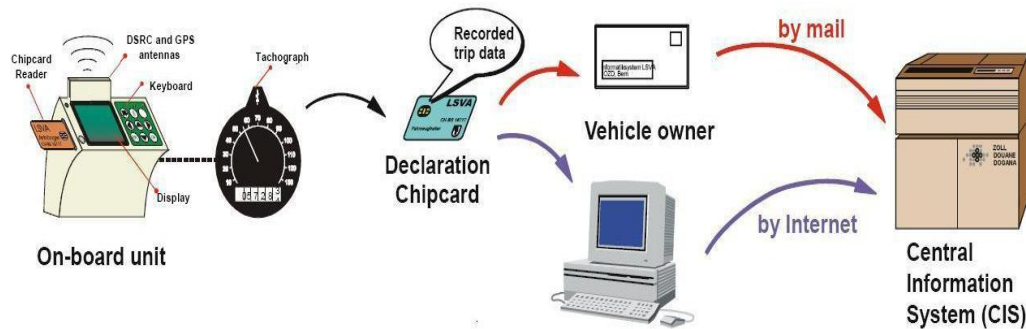 DSRC and GPS
antennas
Chipcard
Reader
Keyboard
Display
On-board unit
Tachograph
Recorded
trip data
LSVA
Declaration
Chipcard
Vehicle owner
by mail
by Internet
ZOLL
DOUANE
DOGANA
Central
Information
System (CIS)